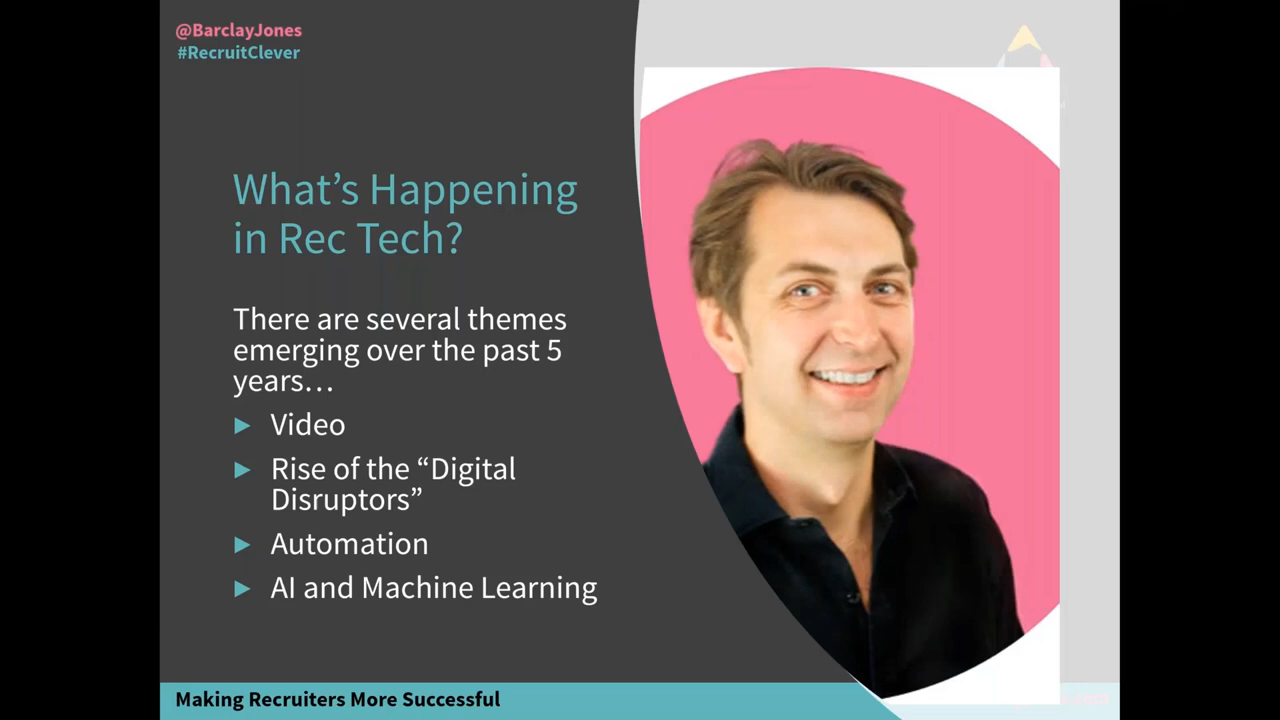 @BarclayJones
#RecruitClever
What’s Happening
in Rec Tech?
There are several themes
emerging over the past 5
years…
Video
Rise of the “Digital
Disruptors”
Automation
AI and Machine Learning
Making Recruiters More Successful